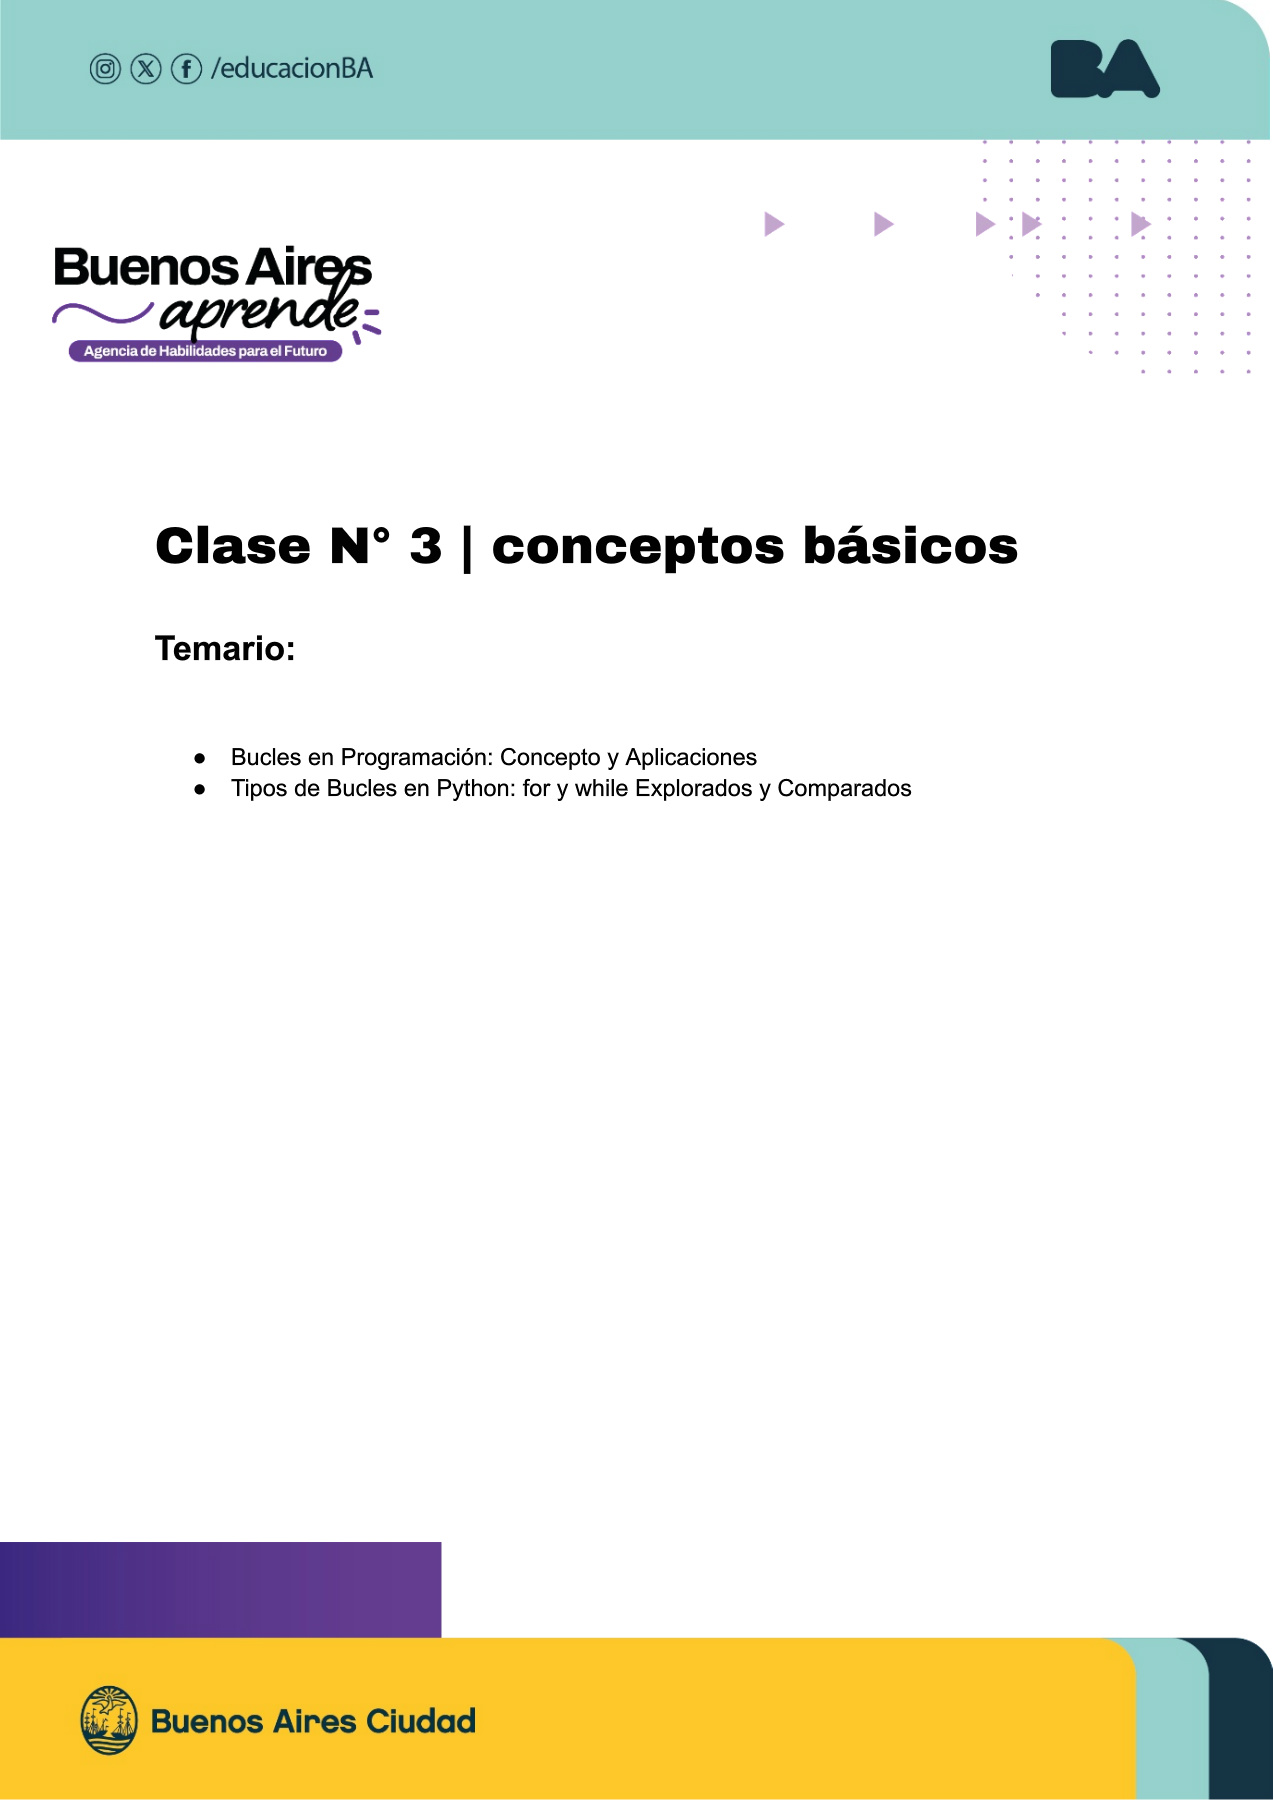 /educacionBA
BA
Buenos Aires
aprende
Agencia de Habilidades para el Futuro
Clase N° 3 | conceptos básicos
Temario:
● Bucles en Programación: Concepto y Aplicaciones
● Tipos de Bucles en Python: for y while Explorados y Comparados
Buenos Aires Ciudad